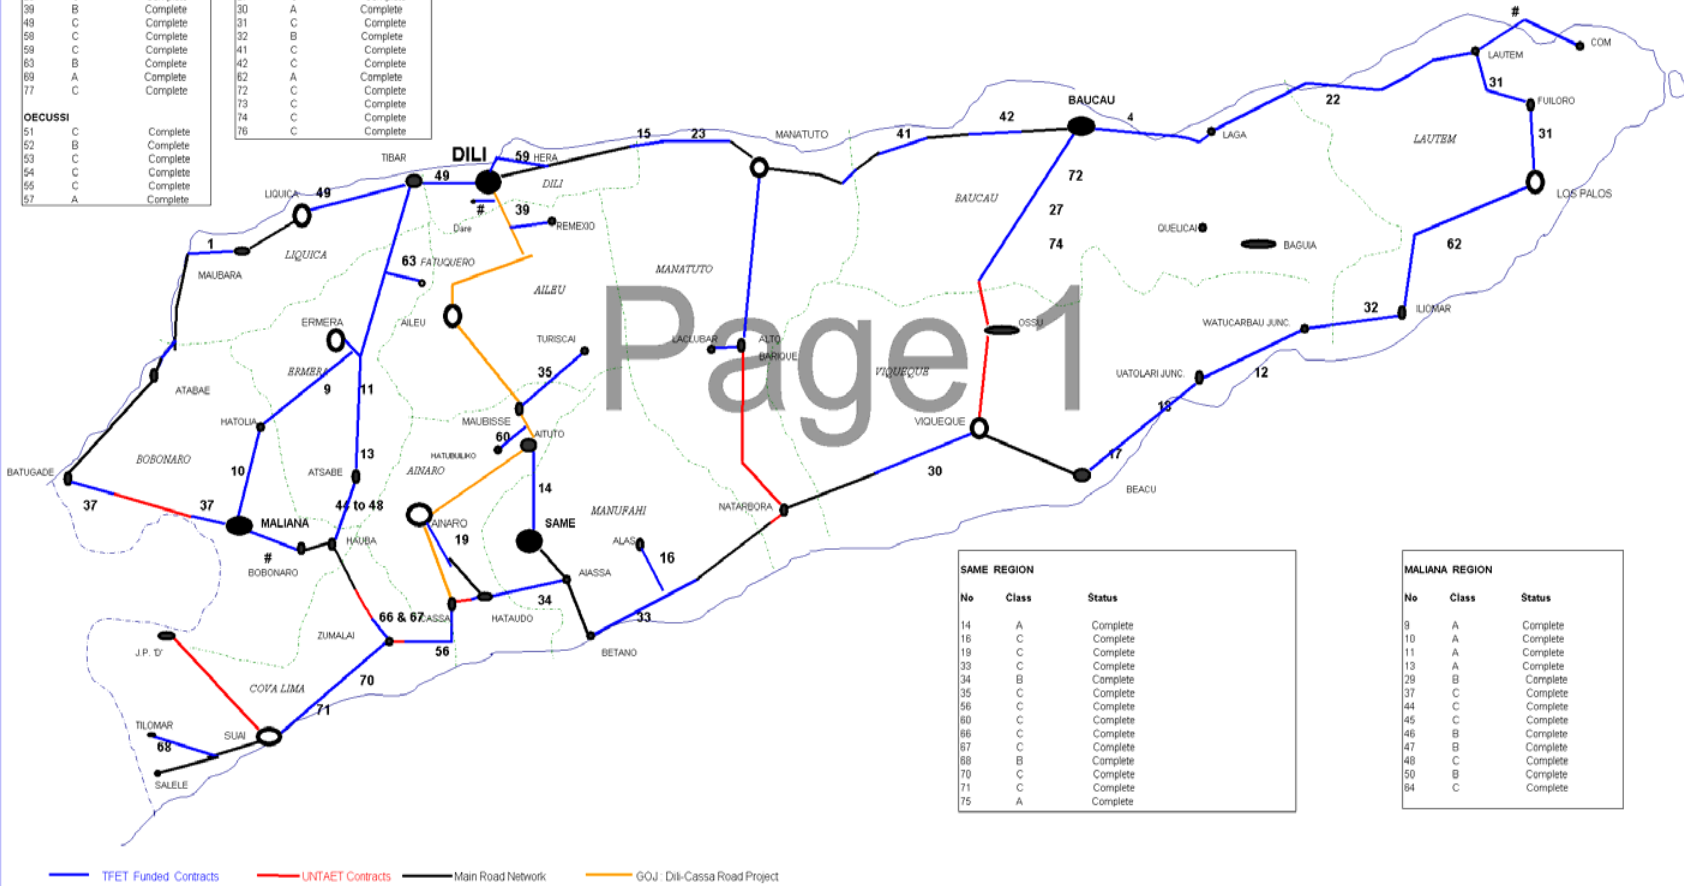 39 B Complete
49 C Complete
58 C Complete
59 C Complete
63 B Complete
69 A Complete
77 C Complete
OECUSSI
51 C Complete
52 B Complete
53 C Complete
54 C Complete
55 C Complete
57 A Complete
30 A Complete
31 C Complete
32 B Complete
41 C Complete
42 C Complete
62 A Complete
72 C Complete
73 C Complete
74 C Complete
76 C Complete
#
COM
LAUTEM
31
FUILORO
22
LAUTEM
31
LOS PALOS
BAUCAU
4
LAGA
42
41
MANATUTO
23
15
DILI
59 HERA
TIBAR
49
DILI
LIQUICA
49
#
Dare
39
REMEXIO
1
MAUBARA
LIQUICA
63
FATUQUERO
AILEU
MANATUTO
BAUCAU
72
27
74
QUELICAI
BAGUIA
62
Page 1
ERMERA
AILEU
TURISCAI
LACLUBAR
ALTO
BARIQUE
OSSU
WATUCARBAU JUNC.
32
ILIOMAR
ERMERA
9
11
35
VIQUEQUE
UATOLARI JUNC.
12
18
ATABAE
HATOLIA
MAUBISSE
60
AITUTO
HATUBUILIKO
VIQUEQUE
BOBONARO
10
ATSABE
13
AINARO
BATUGADE
37
37
MALIANA
44 to 48
14
30
17
BEACU
#
BOBONARO
HAUBA
AINARO
19
SAME
MANUFAHI
NATARBORA
ALAS
16
AIASSA
34
HATAUDO
33
CASSA
66 & 67
ZUMALAI
56
BETANO
J.P. 'D'
COVA LIMA
70
71
TILOMAR
68
SUAI
SALELE
SAME REGION
No Class Status
14 A Complete
16 C Complete
19 C Complete
33 C Complete
34 B Complete
35 C Complete
56 C Complete
60 C Complete
66 C Complete
67 C Complete
68 B Complete
70 C Complete
71 C Complete
75 A Complete
MALIANA REGION
No Class Status
9 A Complete
10 A Complete
11 A Complete
13 A Complete
29 B Complete
37 C Complete
44 C Complete
45 C Complete
46 B Complete
47 B Complete
48 C Complete
50 B Complete
64 C Complete
TFET Funded Contracts
UNTAET Contracts
Main Road Network
GOJ : Dili-Cassa Road Project